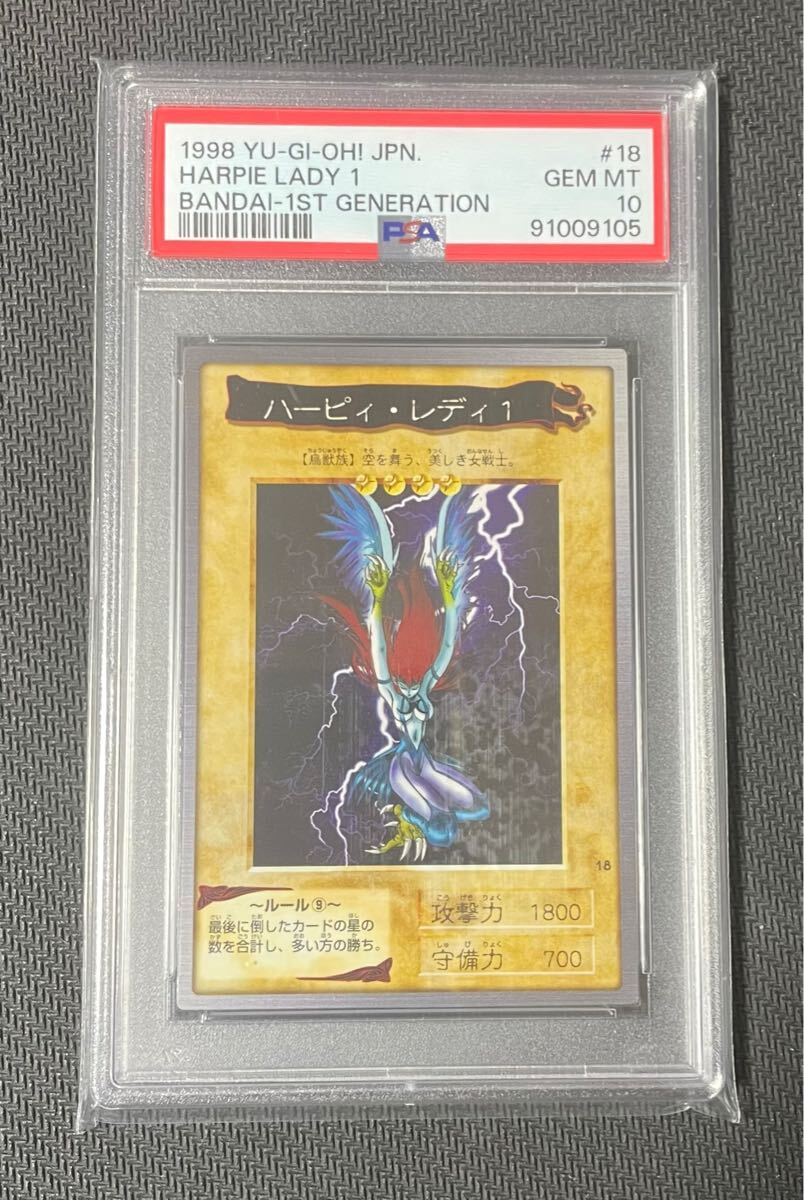 1998 YU-GI-OH! JPN. #18
HARPIE LADY 1 GEM MT
BANDAI-1ST GENERATION 10
PSA 91009105
ハーピィ・レディ1
【鳥獣族】空を舞う、美しき女戦士。
18
～ルール⑨～
最後に倒したカードの星の
数を合計し、多い方の勝ち。
攻撃力 1800
守備力 700